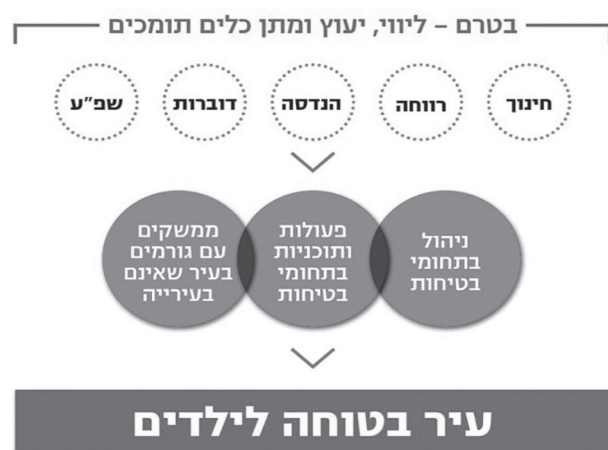 בטרם – ליווי, יעוץ ומתן כלים תומכים
חינוך
רווחה
הנדסה
דוברות
שפ"ע
ניהול
בתחומי
בטיחות
פעולות
ותוכניות
בתחומי
בטיחות
ממשקים
עם גורמים
בעיר שאינם
בעירייה
עיר בטוחה לילדים